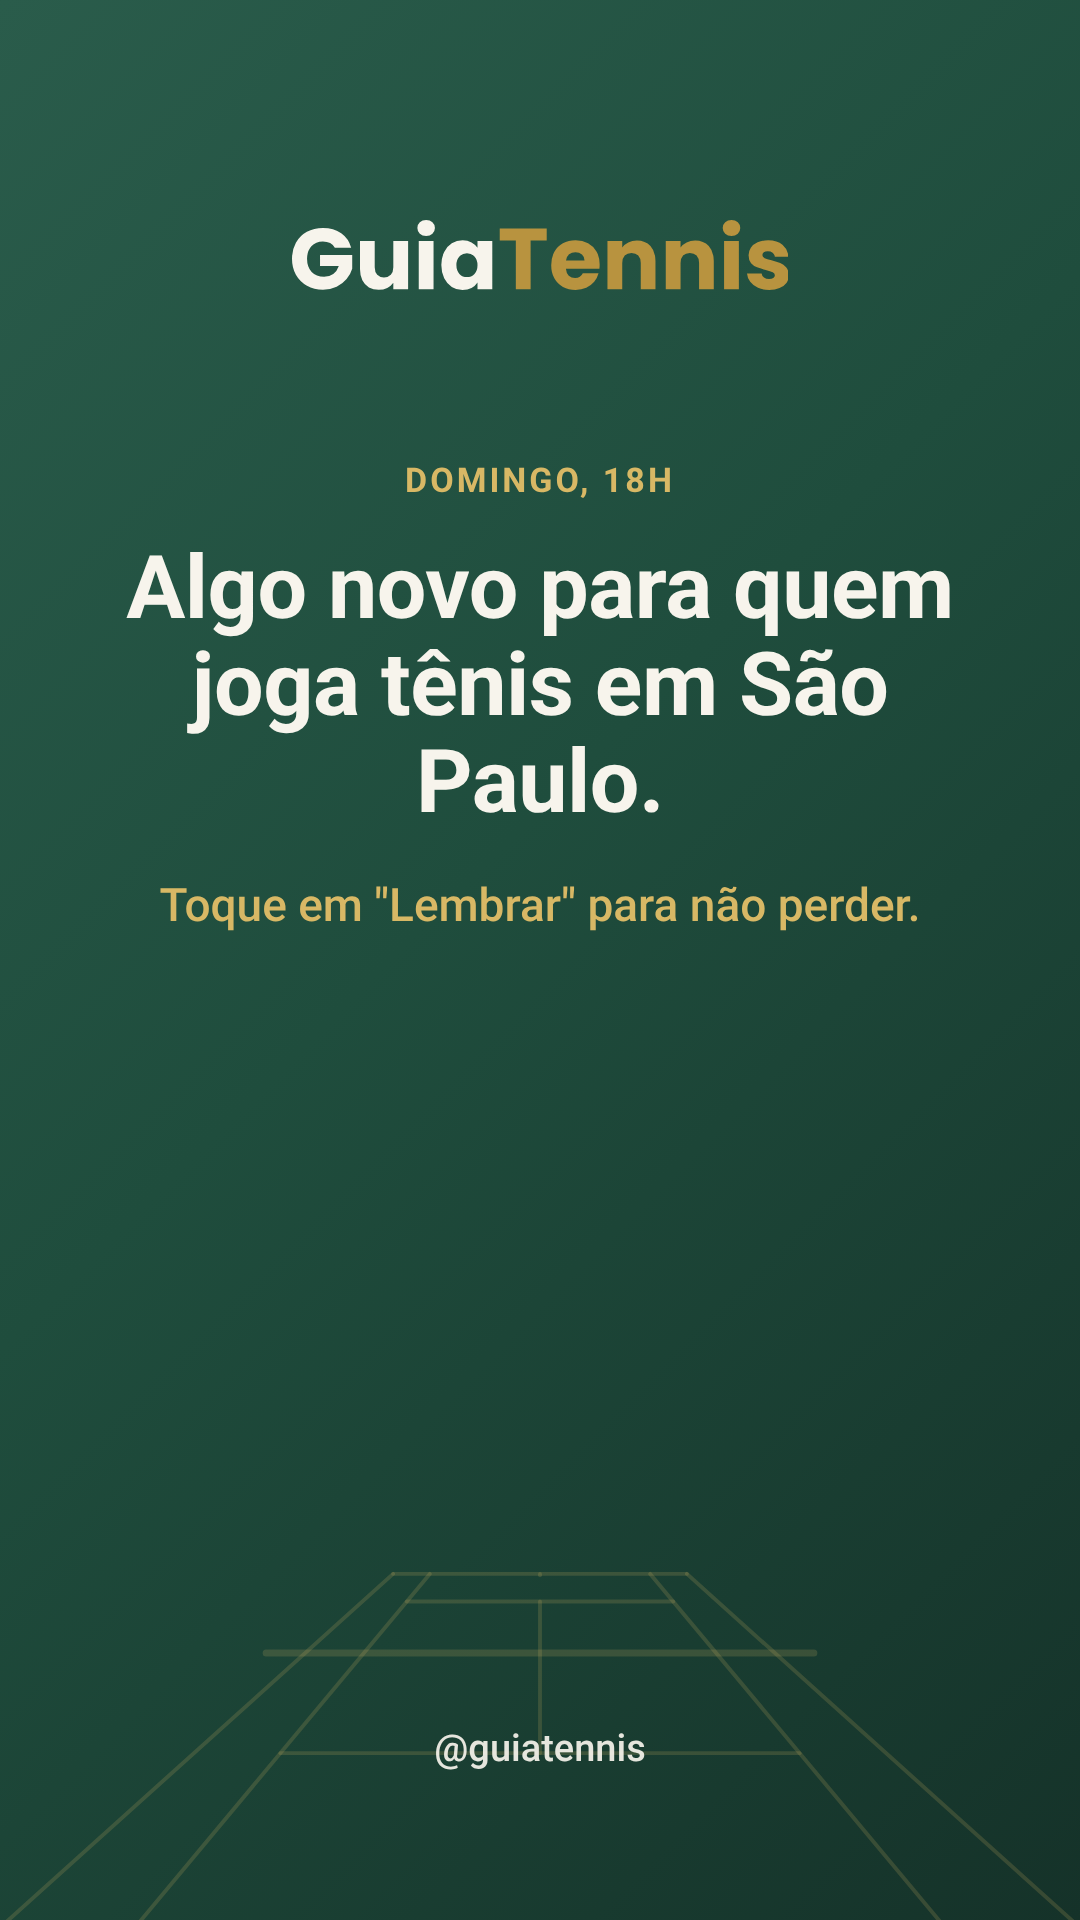 GuiaTennis
DOMINGO, 18H
Algo novo para quem
joga tênis em São
Paulo.
Toque em "Lembrar" para não perder.
@guiatennis